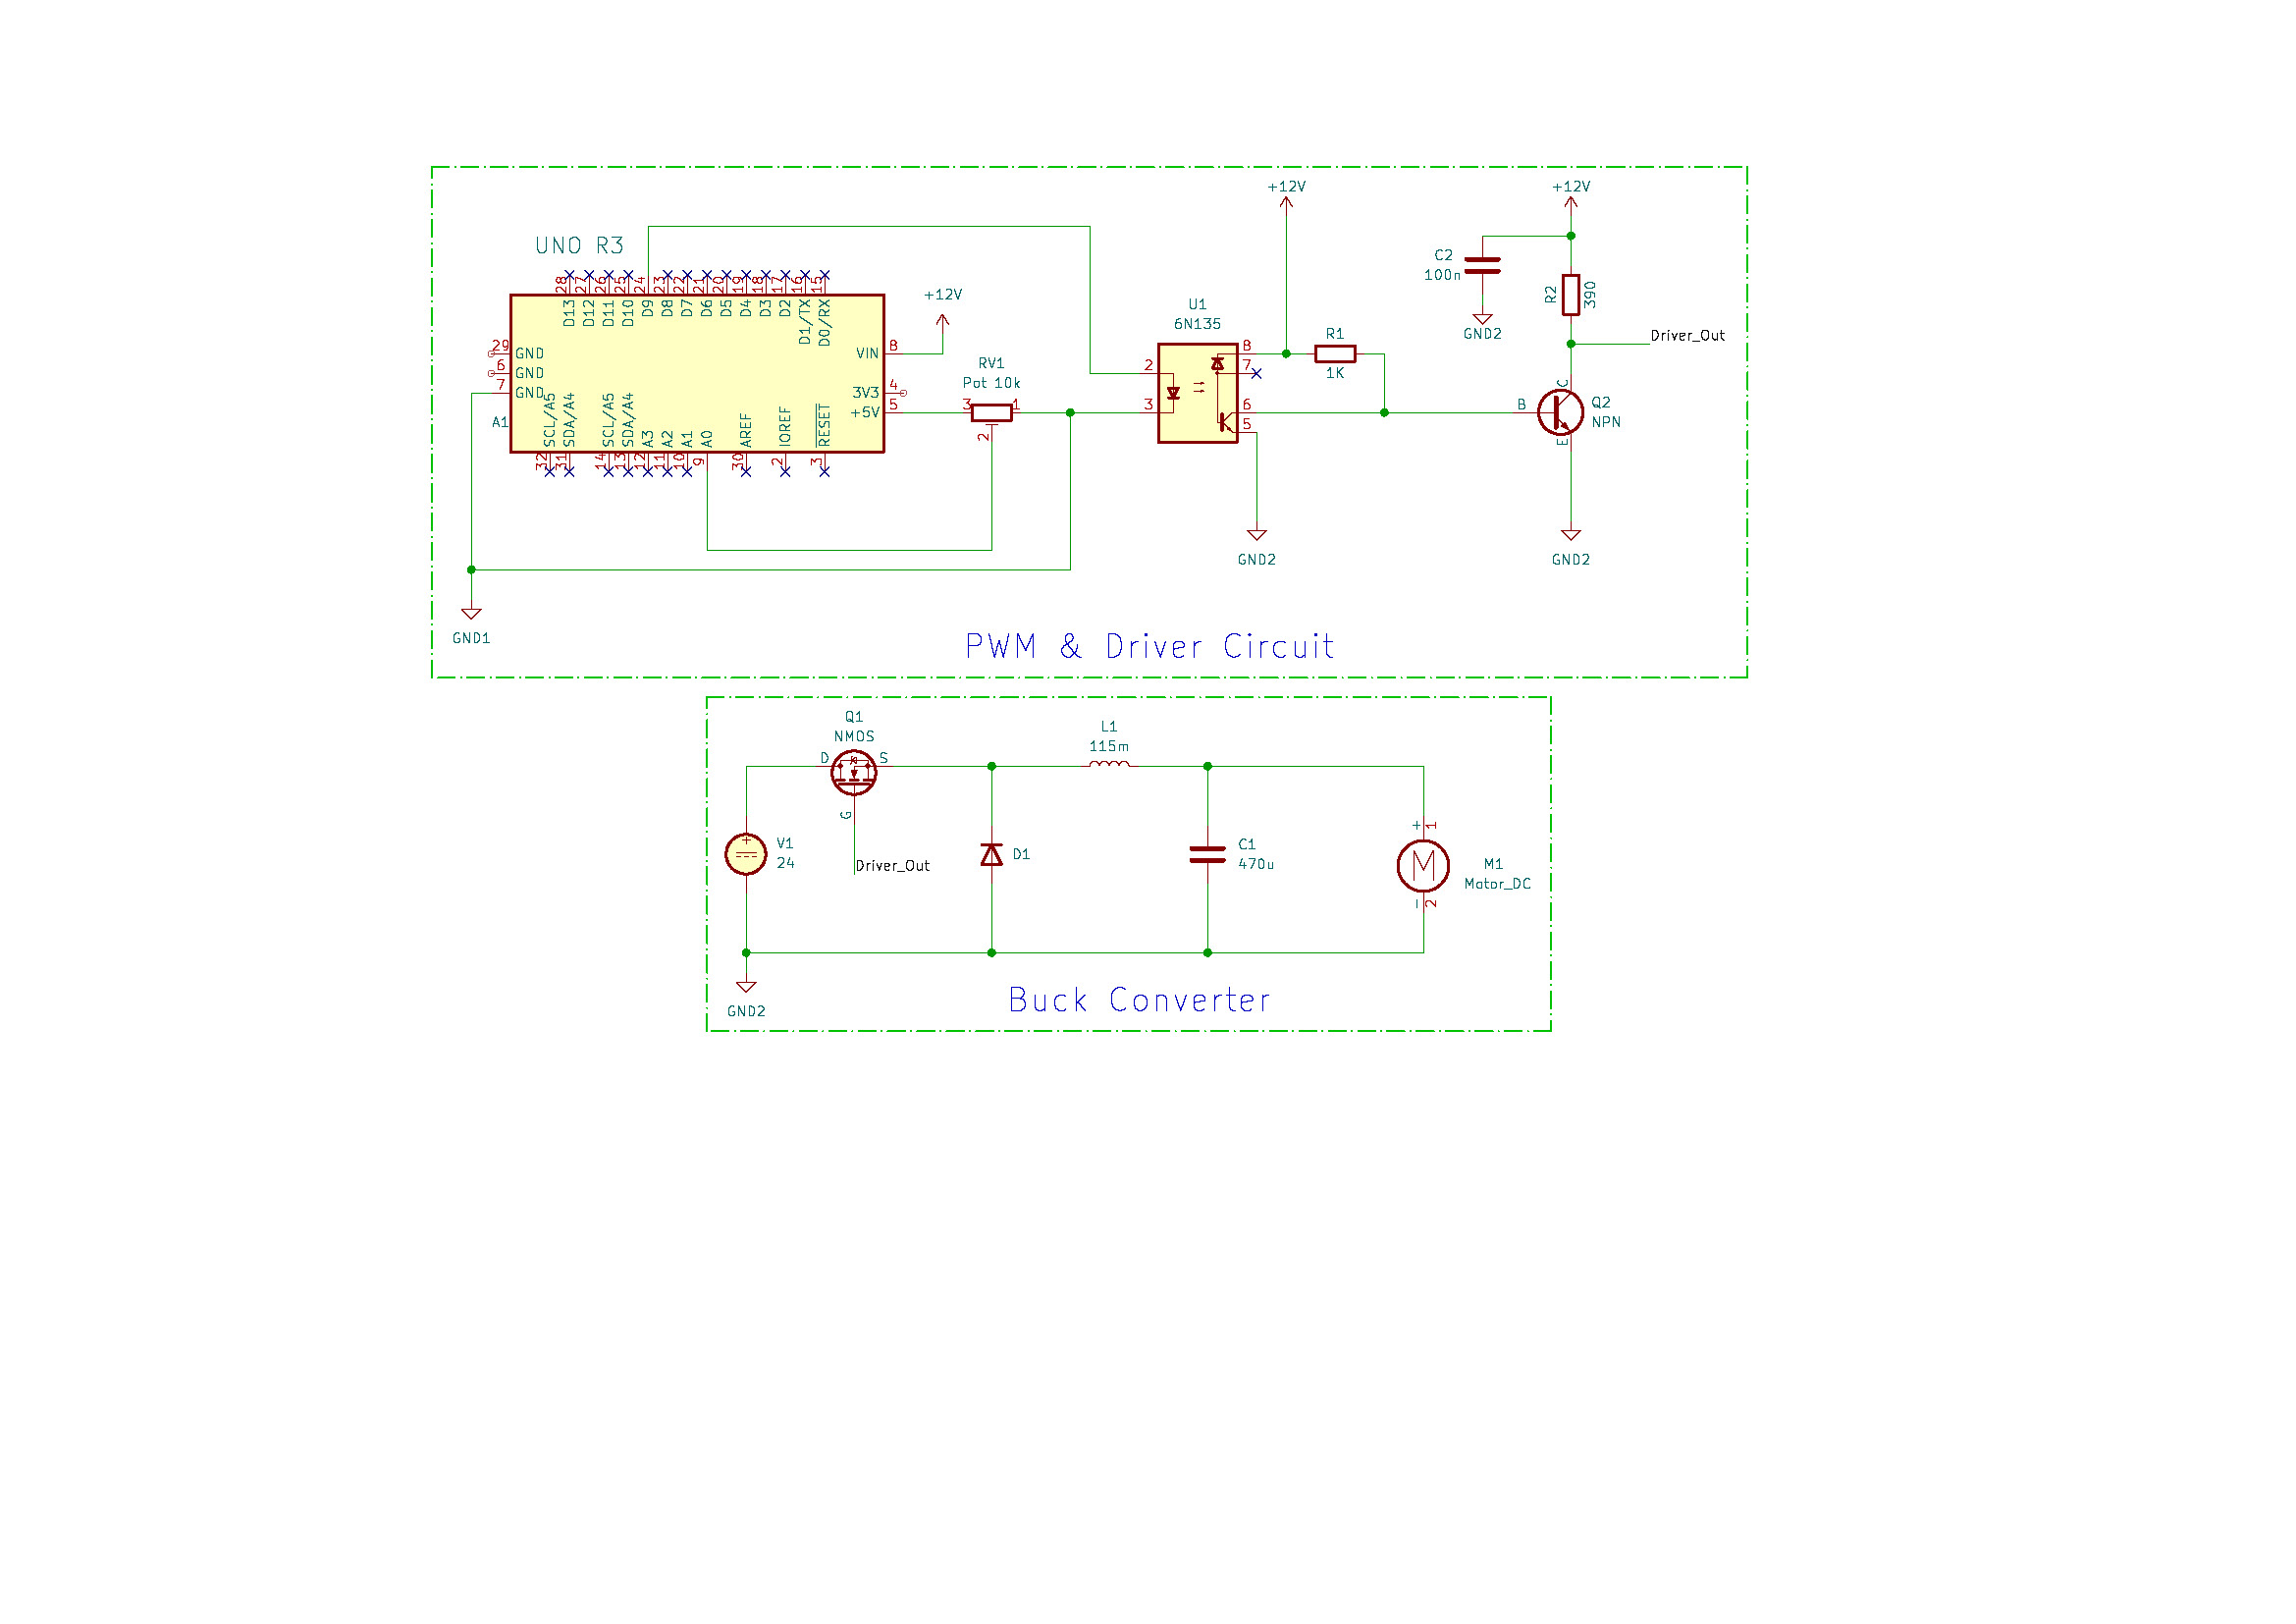 +12V
+12V
UNO R3
C2
100n
R2
390
28
27
26
25
24
23
22
21
20
19
18
17
16
15
D13
D12
D11
D10
D9
D8
D7
D6
D5
D4
D3
D2
D1/TX
D0/RX
+12V
U1
6N135
R1
1K
Driver_Out
29
GND
6
GND
7
GND
VIN
8
3V3
4
+5V
5
A1
SCL/A5
SDA/A4
SCL/A5
SDA/A4
A3
A2
A1
A0
AREF
IOREF
RESET
32
31
14
13
12
11
10
9
30
2
3
RV1
Pot 10k
3
1
2
2
3
8
7
6
5
B
C
E
Q2
NPN
GND2
GND2
GND2
GND1
PWM & Driver Circuit
Q1
NMOS
D
S
G
L1
115m
V1
24
+
Driver_Out
D1
C1
470u
+
1
M
-
2
M1
Motor_DC
GND2
Buck Converter